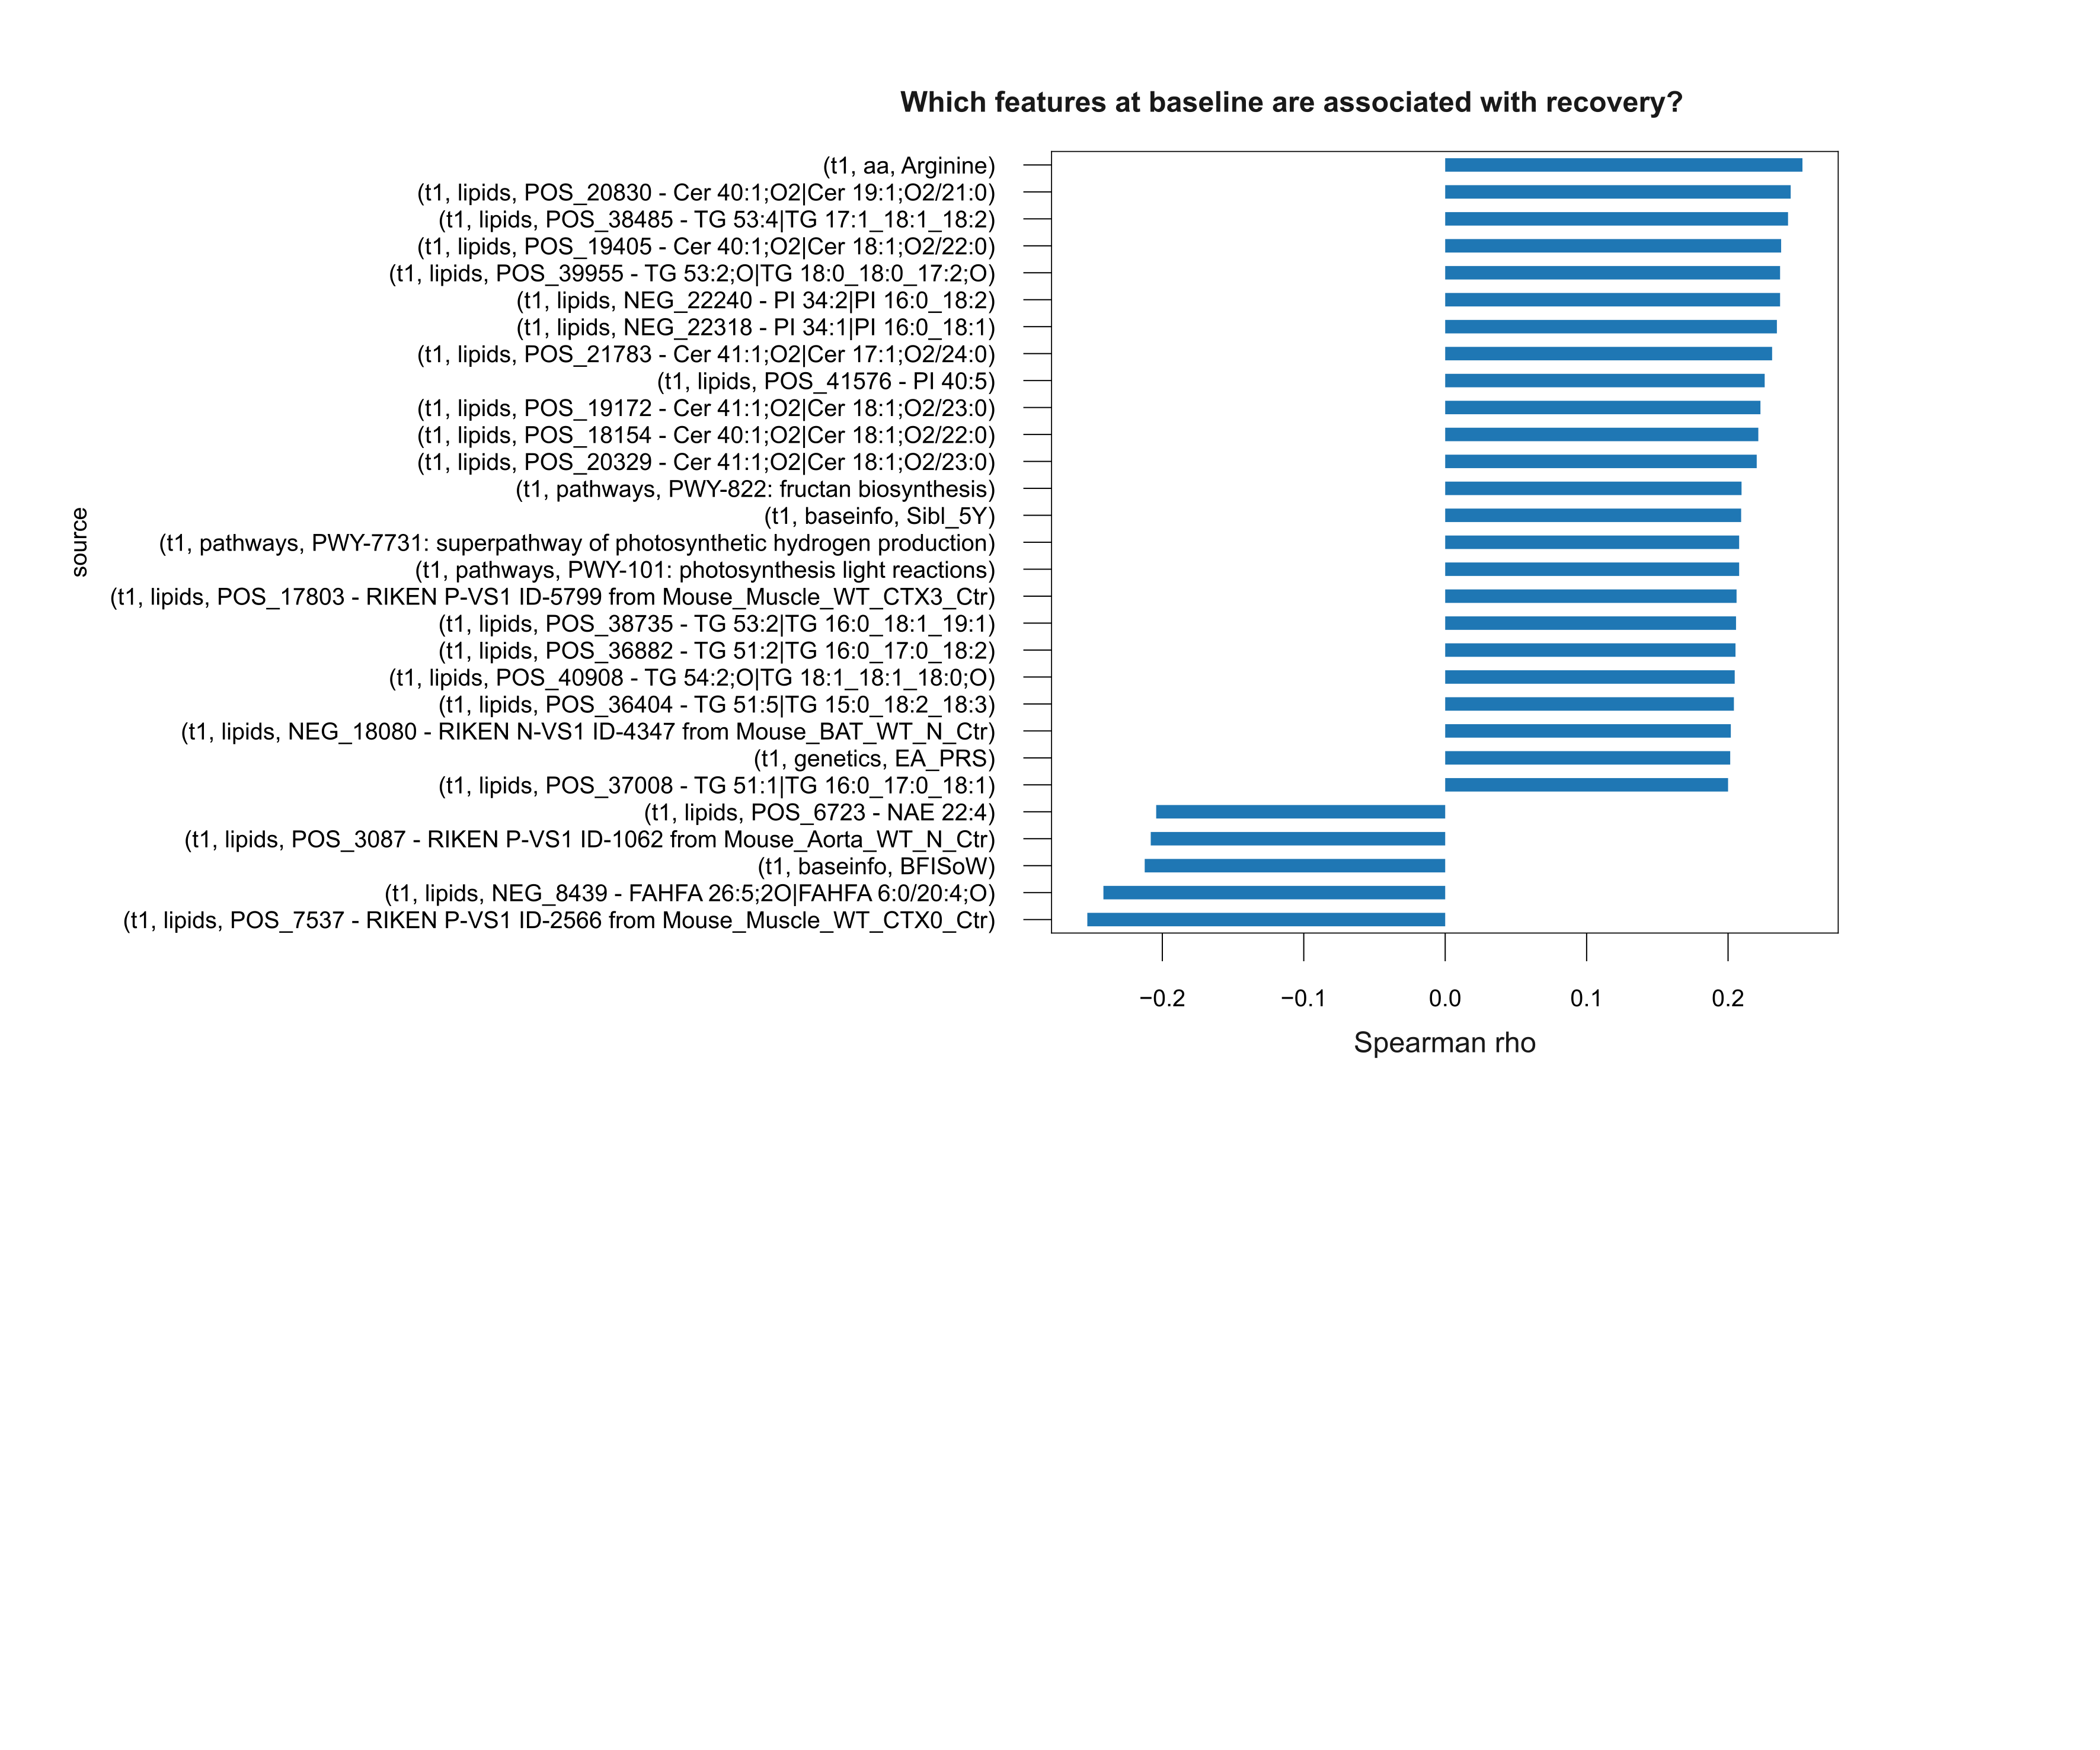 Which features at baseline are associated with recovery?
source
(t1, aa, Arginine)
(t1, lipids, POS_20830 - Cer 40:1;O2|Cer 19:1;O2/21:0)
(t1, lipids, POS_38485 - TG 53:4|TG 17:1_18:1_18:2)
(t1, lipids, POS_19405 - Cer 40:1;O2|Cer 18:1;O2/22:0)
(t1, lipids, POS_39955 - TG 53:2;O|TG 18:0_18:0_17:2;O)
(t1, lipids, NEG_22240 - PI 34:2|PI 16:0_18:2)
(t1, lipids, NEG_22318 - PI 34:1|PI 16:0_18:1)
(t1, lipids, POS_21783 - Cer 41:1;O2|Cer 17:1;O2/24:0)
(t1, lipids, POS_41576 - PI 40:5)
(t1, lipids, POS_19172 - Cer 41:1;O2|Cer 18:1;O2/23:0)
(t1, lipids, POS_18154 - Cer 40:1;O2|Cer 18:1;O2/22:0)
(t1, lipids, POS_20329 - Cer 41:1;O2|Cer 18:1;O2/23:0)
(t1, pathways, PWY-822: fructan biosynthesis)
(t1, baseinfo, Sibl_5Y)
(t1, pathways, PWY-7731: superpathway of photosynthetic hydrogen production)
(t1, pathways, PWY-101: photosynthesis light reactions)
(t1, lipids, POS_17803 - RIKEN P-VS1 ID-5799 from Mouse_Muscle_WT_CTX3_Ctr)
(t1, lipids, POS_38735 - TG 53:2|TG 16:0_18:1_19:1)
(t1, lipids, POS_36882 - TG 51:2|TG 16:0_17:0_18:2)
(t1, lipids, POS_40908 - TG 54:2;O|TG 18:1_18:1_18:0;O)
(t1, lipids, POS_36404 - TG 51:5|TG 15:0_18:2_18:3)
(t1, lipids, NEG_18080 - RIKEN N-VS1 ID-4347 from Mouse_BAT_WT_N_Ctr)
(t1, genetics, EA_PRS)
(t1, lipids, POS_37008 - TG 51:1|TG 16:0_17:0_18:1)
(t1, lipids, POS_6723 - NAE 22:4)
(t1, lipids, POS_3087 - RIKEN P-VS1 ID-1062 from Mouse_Aorta_WT_N_Ctr)
(t1, baseinfo, BFISoW)
(t1, lipids, NEG_8439 - FAHFA 26:5;2O|FAHFA 6:0/20:4;O)
(t1, lipids, POS_7537 - RIKEN P-VS1 ID-2566 from Mouse_Muscle_WT_CTX0_Ctr)
−0.2 −0.1 0.0 0.1 0.2
Spearman rho